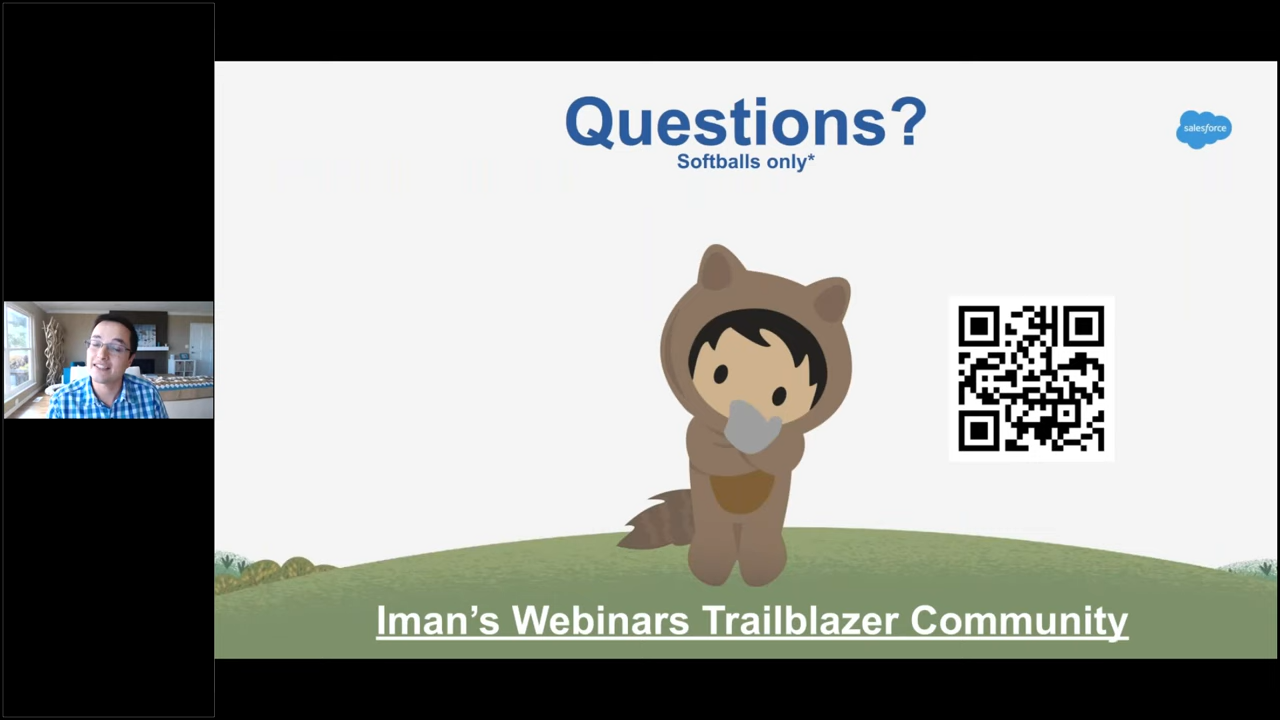 Questions?
Softballs only*
salesforce
Iman’s Webinars Trailblazer Community